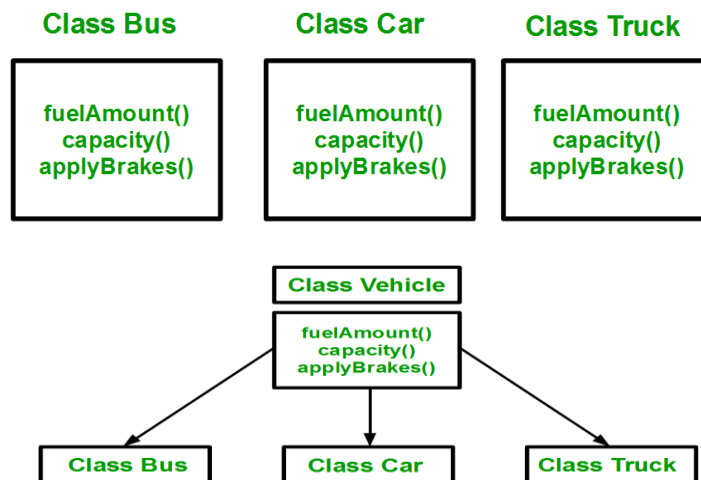 Class Bus
Class Car
Class Truck
fuelAmount()
capacity()
applyBrakes()
fuelAmount()
capacity()
applyBrakes()
fuelAmount()
capacity()
applyBrakes()
Class Vehicle
fuelAmount()
capacity()
applyBrakes()
Class Bus
Class Car
Class Truck